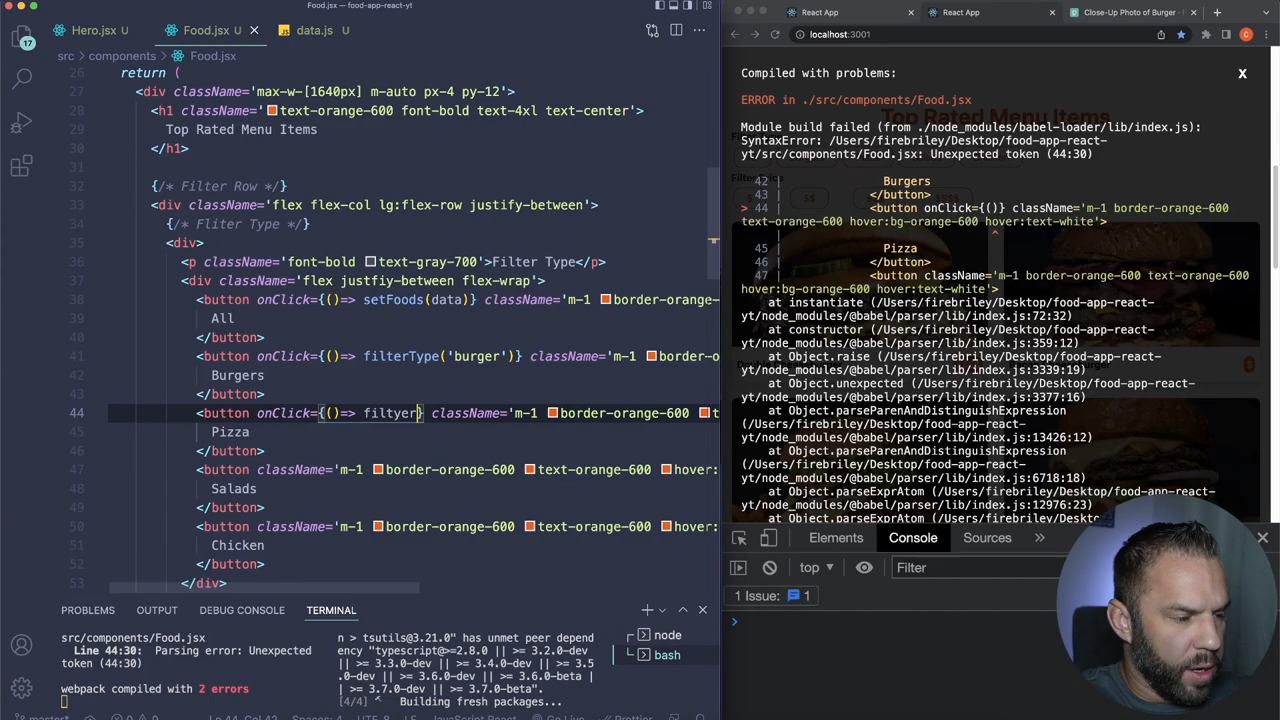 Food.jsx — food-app-react-yt
Hero.jsx U
Food.jsx U
data.js U
src > components > Food.jsx
17
26 return (
27 <div className='max-w-[1640px] m-auto px-4 py-12'>
28 <h1 className='text-orange-600 font-bold text-4xl text-center'>
29 Top Rated Menu Items
30 </h1>
31
32 {/* Filter Row */}
33 <div className='flex flex-col lg:flex-row justify-between'>
34 {/* Fliter Type */}
35 <div>
36 <p className='font-bold text-gray-700'>Filter Type</p>
37 <div className='flex justfiy-between flex-wrap'>
38 <button onClick={()=> setFoods(data)} className='m-1 border-orange-
39 All
40 </button>
41 <button onClick={()=> filterType('burger')} className='m-1 border-o
42 Burgers
43 </button>
44 <button onClick={()=> filtyer} className='m-1 border-orange-600 t
45 Pizza
46 </button>
47 <button className='m-1 border-orange-600 text-orange-600 hover:
48 Salads
49 </button>
50 <button className='m-1 border-orange-600 text-orange-600 hover:
51 Chicken
52 </button>
53 </div>
PROBLEMS OUTPUT DEBUG CONSOLE TERMINAL
src/components/Food.jsx
Line 44:30: Parsing error: Unexpected
token (44:30)
webpack compiled with 2 errors
n > tsutils@3.21.0" has unmet peer depend
ency "typescript@>=2.8.0 || >= 3.2.0-dev
|| >= 3.3.0-dev || >= 3.4.0-dev || >= 3.5
.0-dev || >= 3.6.0-dev || >= 3.6.0-beta |
| >= 3.7.0-dev || >= 3.7.0-beta".
[4/4] ^ Building fresh packages...
node
bash
React App
React App
Close-Up Photo of Burger ·
localhost:3001
C
Compiled with problems:
X
ERROR in ./src/components/Food.jsx
Top Rated Menu Items
Module build failed (from ./node_modules/babel-loader/lib/index.js):
SyntaxError: /Users/firebriley/Desktop/food-app-react-
yt/src/components/Food.jsx: Unexpected token (44:30)
42 | Burgers
43 | </button>
> 44 | <button onClick={()} className='m-1 border-orange-600
text-orange-600 hover:bg-orange-600 hover:text-white'>
| ^
45 | Pizza
46 | </button>
47 | <button className='m-1 border-orange-600 text-orange-600
hover:bg-orange-600 hover:text-white'>
at instantiate (/Users/firebriley/Desktop/food-app-react-
yt/node_modules/@babel/parser/lib/index.js:72:32)
at constructor (/Users/firebriley/Desktop/food-app-react-
yt/node_modules/@babel/parser/lib/index.js:359:12)
at Object.raise (/Users/firebriley/Desktop/food-app-react-
yt/node_modules/@babel/parser/lib/index.js:3339:19)
at Object.unexpected (/Users/firebriley/Desktop/food-app-react-
yt/node_modules/@babel/parser/lib/index.js:3377:16)
at Object.parseParenAndDistinguishExpression
(/Users/firebriley/Desktop/food-app-react-
yt/node_modules/@babel/parser/lib/index.js:13426:12)
at Object.parseParenAndDistinguishExpression
(/Users/firebriley/Desktop/food-app-react-
yt/node_modules/@babel/parser/lib/index.js:6718:18)
at Object.parseExprAtom (/Users/firebriley/Desktop/food-app-react-
yt/node_modules/@babel/parser/lib/index.js:12976:23)
at Object.parseExprAtom (/Users/firebriley/Desktop/food-app-react-
Elements Console Sources
top
Filter
1 Issue: 1